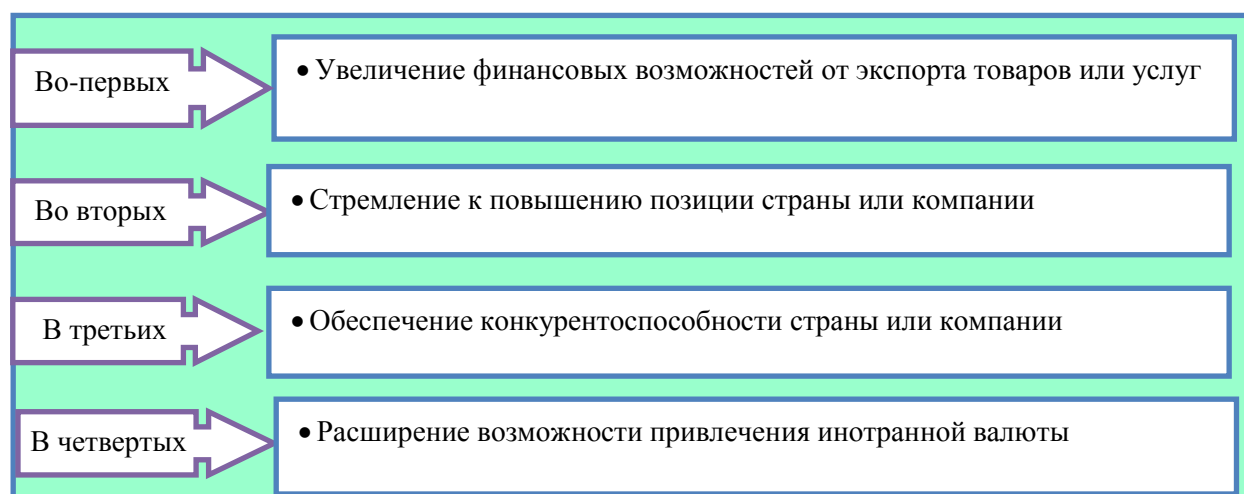 Во-первых
• Увеличение финансовых возможностей от экспорта товаров или услуг
Во вторых
• Стремление к повышению позиции страны или компании
В третьих
• Обеспечение конкурентоспособности страны или компании
В четвертых
• Расширение возможности привлечения инотранной валюты